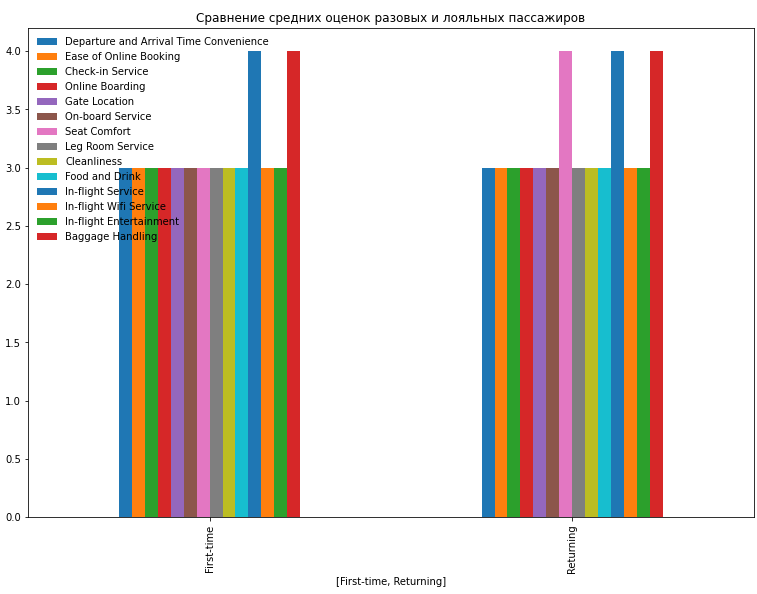 Сравнение средних оценок разовых и лояльных пассажиров
Departure and Arrival Time Convenience
Ease of Online Booking
Check-in Service
Online Boarding
Gate Location
On-board Service
Seat Comfort
Leg Room Service
Cleanliness
Food and Drink
In-flight Service
In-flight Wifi Service
In-flight Entertainment
Baggage Handling
4.0
3.5
3.0
2.5
2.0
1.5
1.0
0.5
0.0
First-time
Returning
[First-time, Returning]